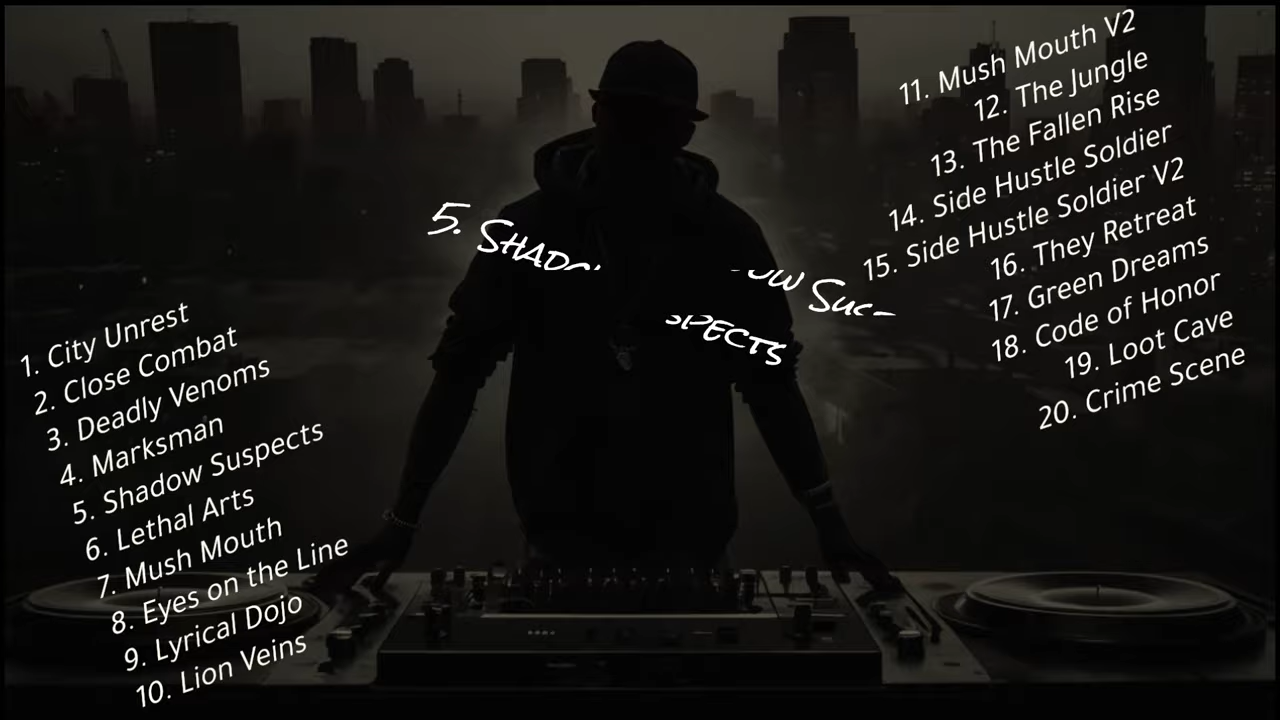 1. City Unrest
2. Close Combat
3. Deadly Venoms
4. Marksman
5. Shadow Suspects
6. Lethal Arts
7. Mush Mouth
8. Eyes on the Line
9. Lyrical Dojo
10. Lion Veins
5.
11. Mush Mouth V2
12. The Jungle
13. The Fallen Rise
14. Side Hustle Soldier
15. Side Hustle Soldier V2
16. They Retreat
17. Green Dreams
18. Code of Honor
19. Loot Cave
20. Crime Scene